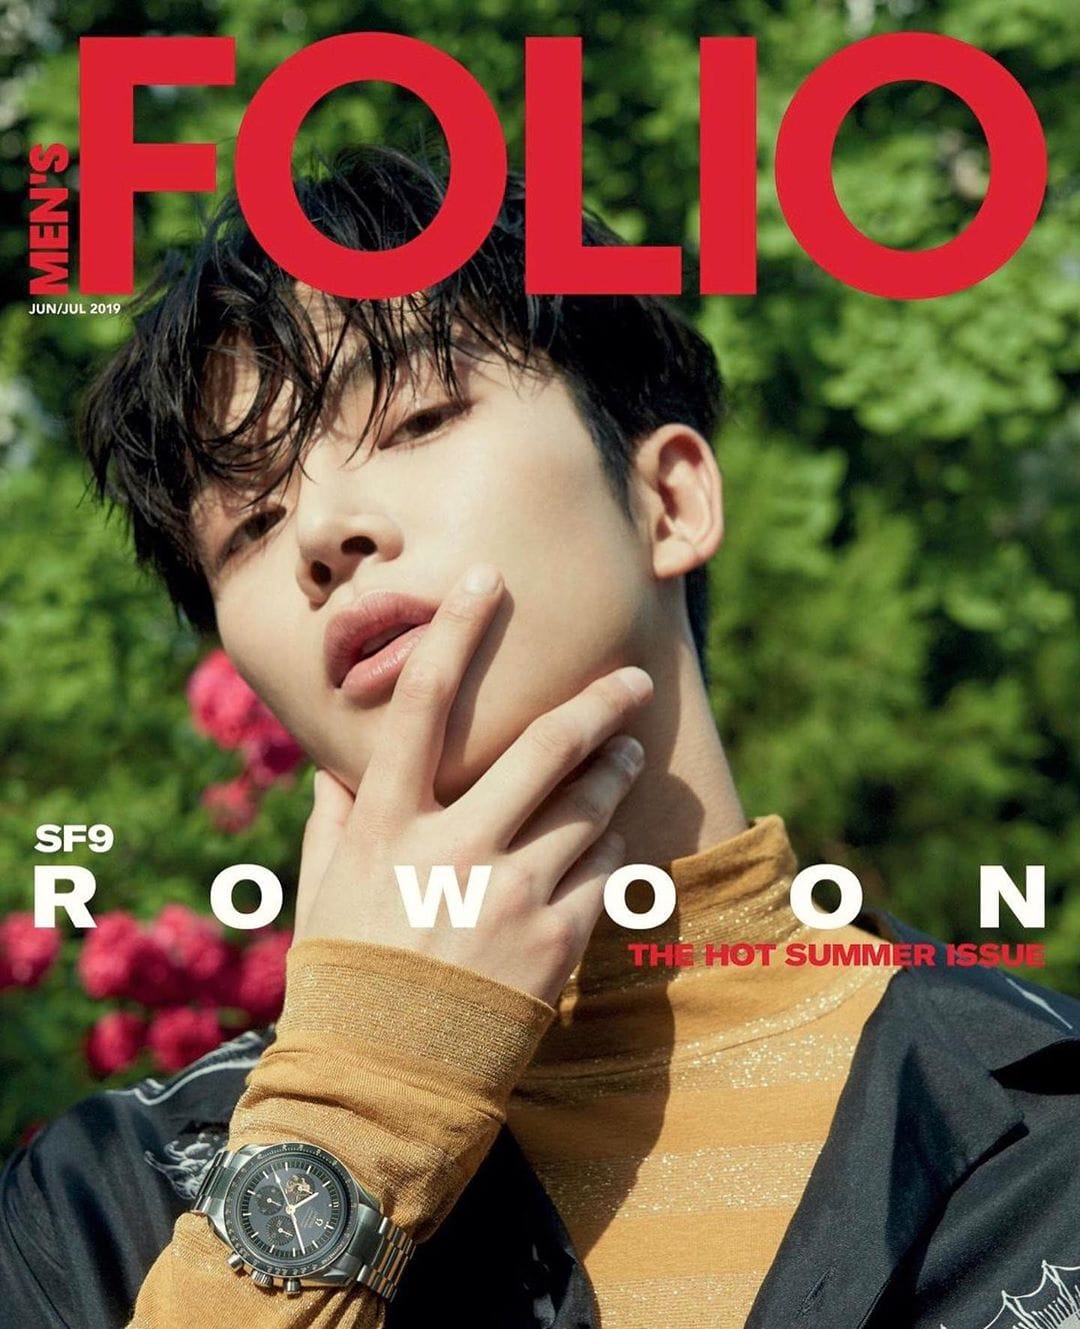 FOLIO
MEN'S
JUN/JUL 2019
SF9
ROWOON
THE HOT SUMMER ISSUE